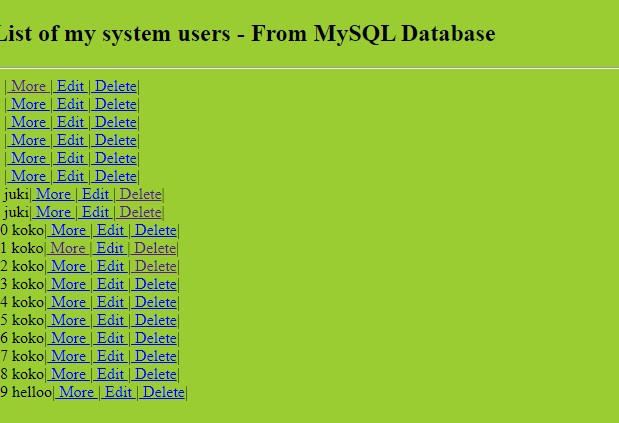 List of my system users - From MySQL Database
| More | Edit | Delete|
| More | Edit | Delete|
| More | Edit | Delete|
| More | Edit | Delete|
| More | Edit | Delete|
| More | Edit | Delete|
juki| More | Edit | Delete|
juki| More | Edit | Delete|
0 koko| More | Edit | Delete|
1 koko| More | Edit | Delete|
2 koko| More | Edit | Delete|
3 koko| More | Edit | Delete|
4 koko| More | Edit | Delete|
5 koko| More | Edit | Delete|
6 koko| More | Edit | Delete|
7 koko| More | Edit | Delete|
8 koko| More | Edit | Delete|
9 helloo| More | Edit | Delete|